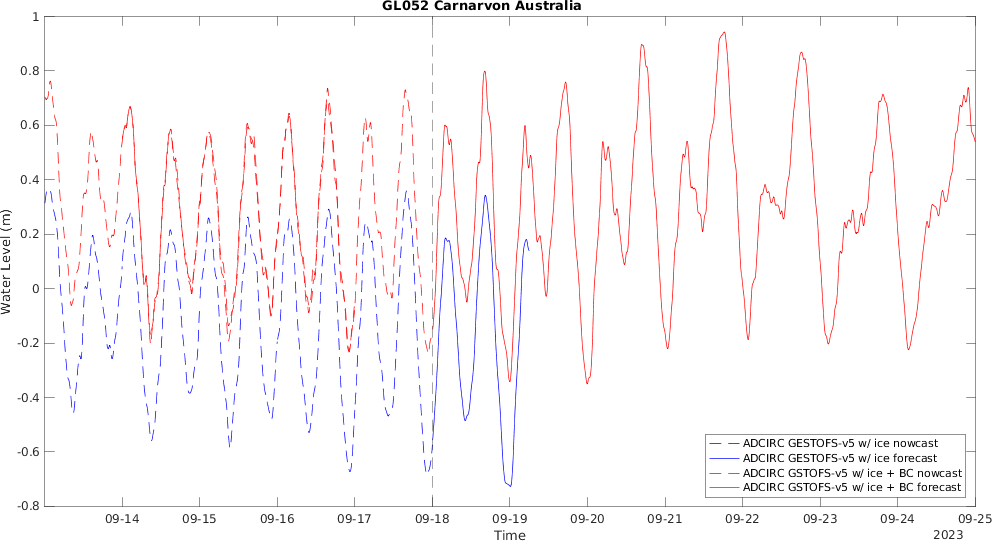 GL052 Carnarvon Australia
1
0.8
0.6
0.4
0.2
0
-0.2
-0.4
-0.6
-0.8
Water Level (m)
ADCIRC GESTOFS-v5 w/ ice nowcast
ADCIRC GESTOFS-v5 w/ ice forecast
ADCIRC GSTOFS-v5 w/ ice + BC nowcast
ADCIRC GSTOFS-v5 w/ ice + BC forecast
09-14 09-15 09-16 09-17 09-18 09-19 09-20 09-21 09-22 09-23 09-24 09-25
Time
2023